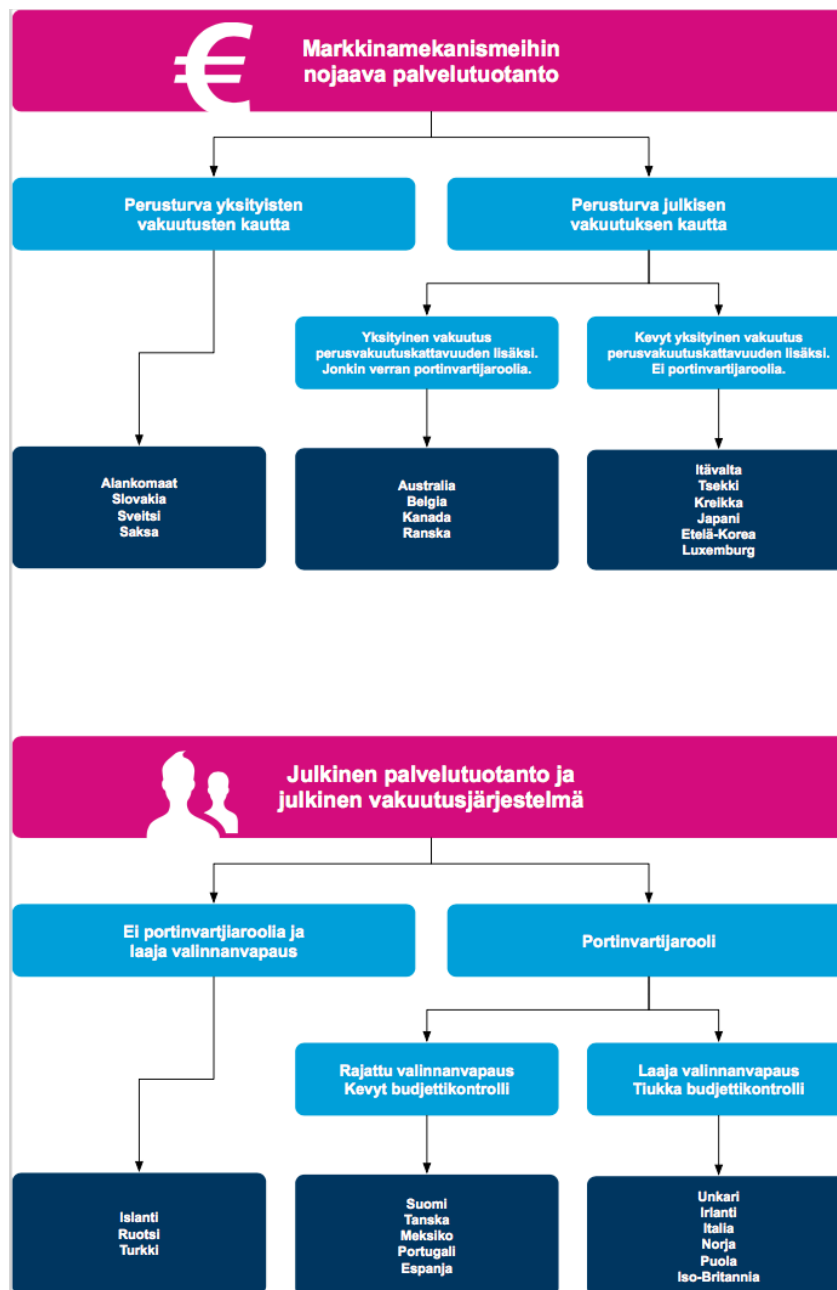 €
Markkinamekanismeihin
nojaava palvelutuotanto
Perusturva yksityisten
vakuutusten kautta
Perusturva julkisen
vakuutuksen kautta
Yksityinen vakuutus
perusvakuutuskattavuuden lisäksi.
Jonkin verran portinvartijaroolia.
Kevyt yksityinen vakuutus
perusvakuutuskattavuuden lisäksi.
Ei portinvartijaroolia.
Alankomaat
Slovakia
Sveitsi
Saksa
Australia
Belgia
Kanada
Ranska
Itävalta
Tsekki
Kreikka
Japani
Etelä-Korea
Luxemburg
Julkinen palvelutuotanto ja
julkinen vakuutusjärjestelmä
Ei portinvartjiaroolia ja
laaja valinnanvapaus
Portinvartijarooli
Rajattu valinnanvapaus
Kevyt budjettikontrolli
Laaja valinnanvapaus
Tiukka budjettikontrolli
Islanti
Ruotsi
Turkki
Suomi
Tanska
Meksiko
Portugali
Espanja
Unkari
Irlanti
Italia
Norja
Puola
Iso-Britannia